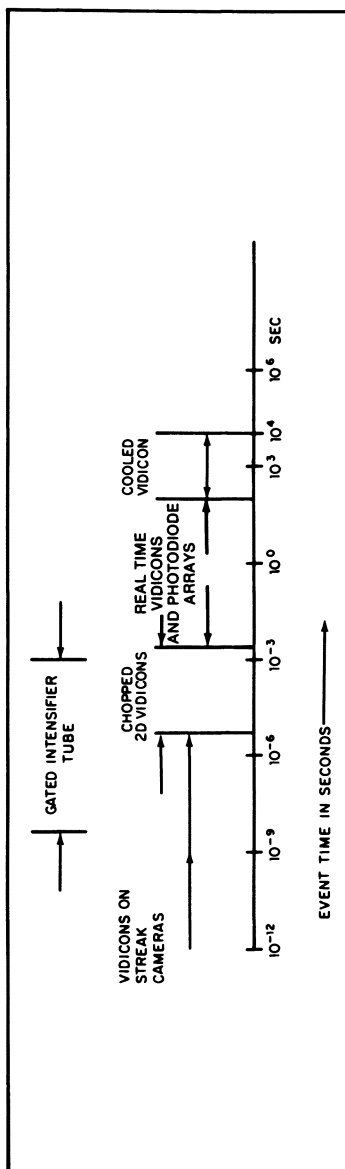 GATED INTENSIFIER
TUBE
VIDICONS ON
STREAK
CAMERAS
CHOPPED
2D VIDICONS
REAL TIME
VIDICONS
AND PHOTODIODE
ARRAYS
COOLED
VIDICON
10⁻¹² 10⁻⁹ 10⁻⁶ 10⁻³ 10⁰ 10³ 10⁴ 10⁶ SEC
EVENT TIME IN SECONDS